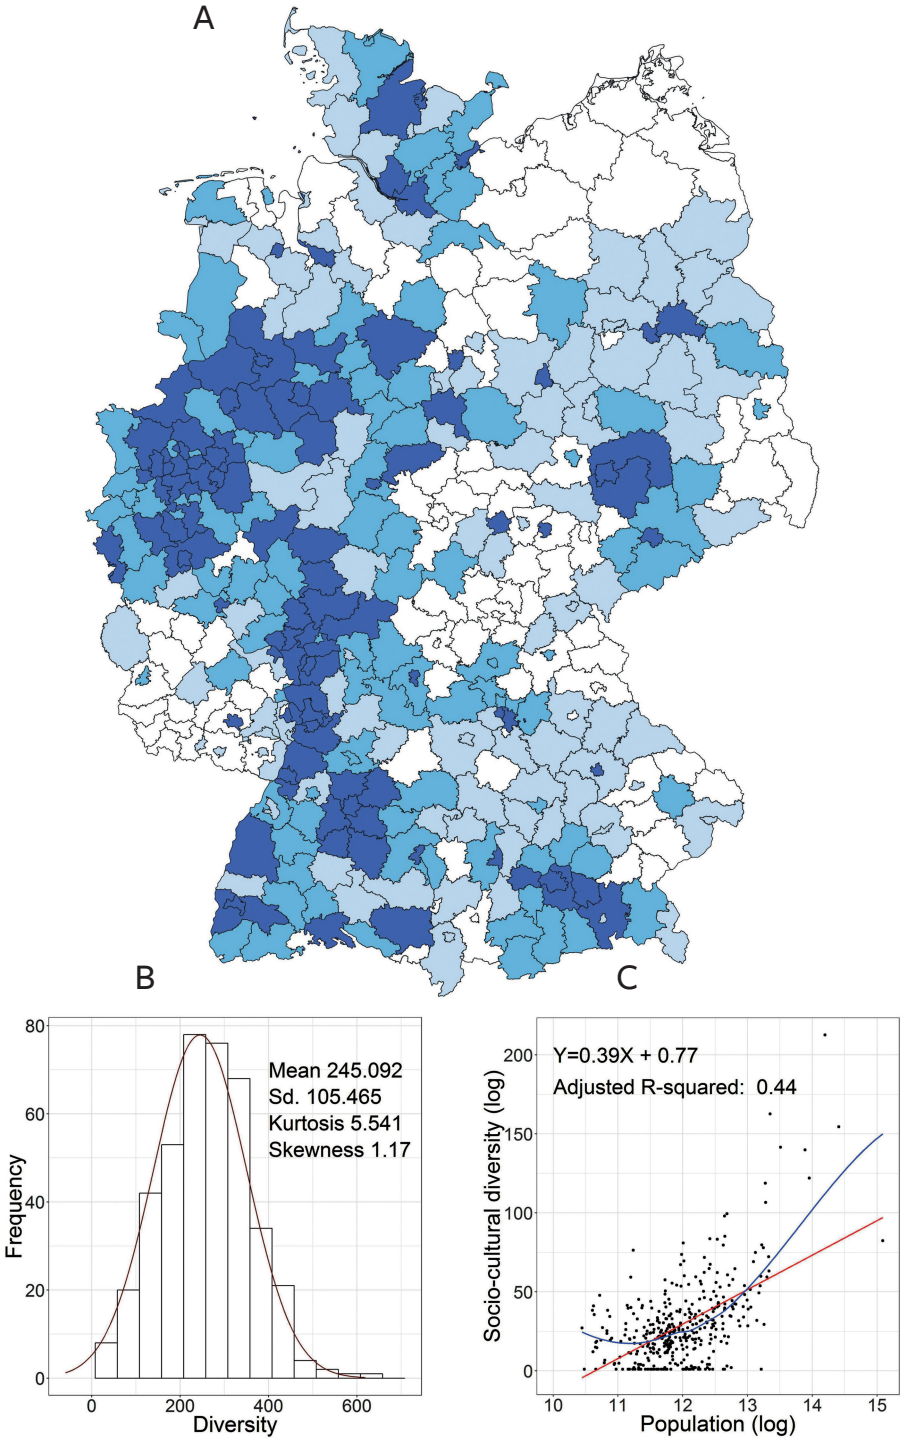 A
B
C
80
60
40
20
0
Frequency
Mean 245.092
Sd. 105.465
Kurtosis 5.541
Skewness 1.17
0
200
400
600
Diversity
Y=0.39X + 0.77
Adjusted R-squared: 0.44
200
150
100
50
0
Socio-cultural diversity (log)
10
11
12
13
14
15
Population (log)